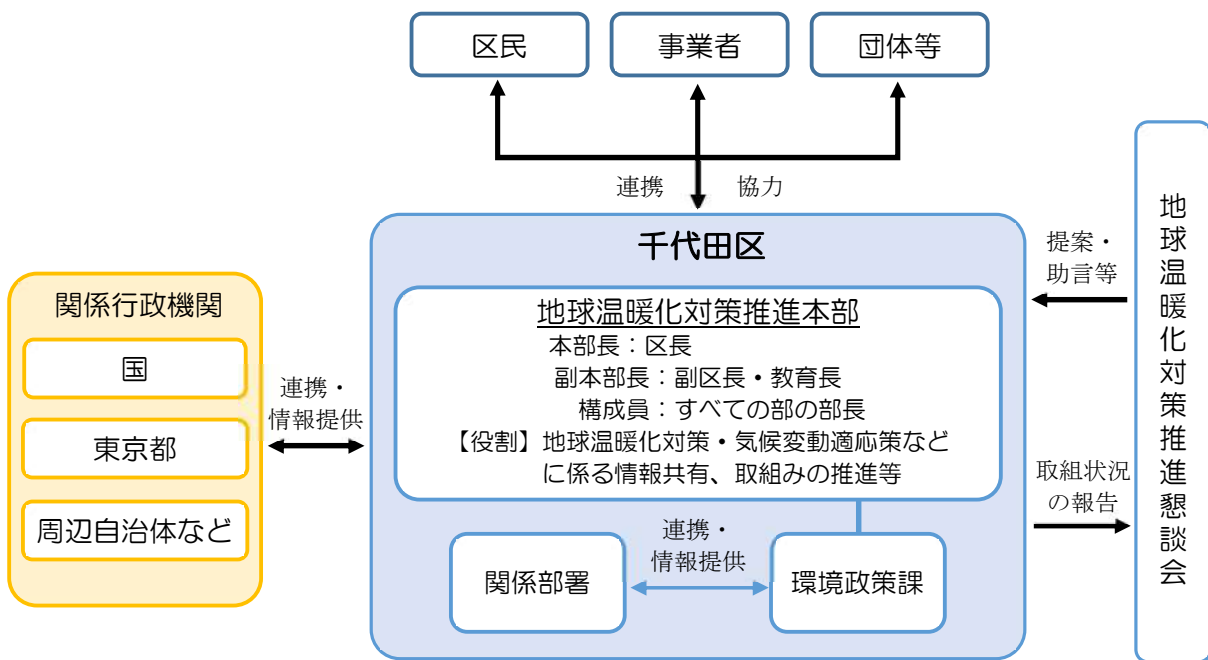 区民
事業者
団体等
連携
協力
千代田区
地球温暖化対策推進本部
本部長：区長
副本部長：副区長・教育長
構成員：すべての部の部長
【役割】地球温暖化対策・気候変動適応策など
に係る情報共有、取組みの推進等
連携・
情報提供
関係部署
環境政策課
関係行政機関
国
東京都
周辺自治体など
連携・
情報提供
提案・
助言等
取組状況
の報告
地球温暖化対策推進懇談会